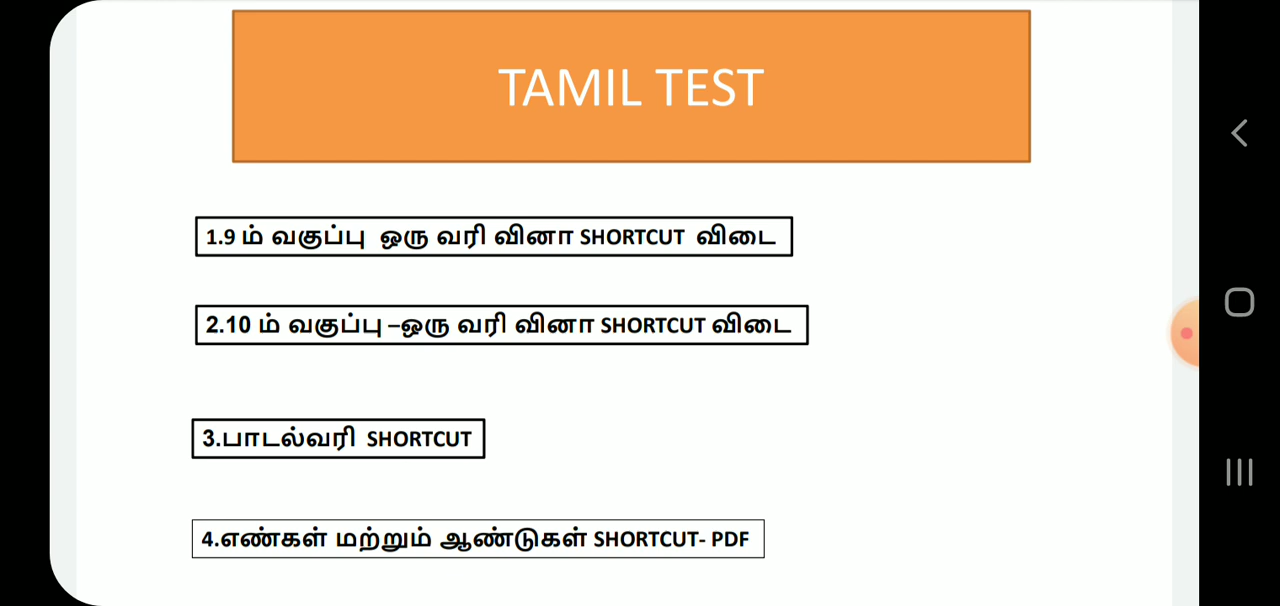 TAMIL TEST
1.9 ம் வகுப்பு ஒரு வரி வினா SHORTCUT விடை
2.10 ம் வகுப்பு –ஒரு வரி வினா SHORTCUT விடை
3.பாடல்வரி SHORTCUT
4.எண்கள் மற்றும் ஆண்டுகள் SHORTCUT- PDF